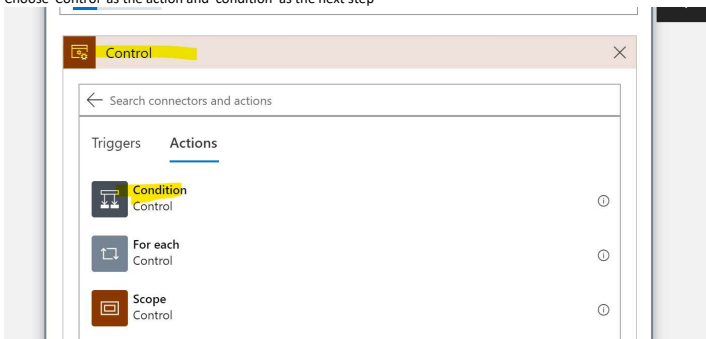 Choose 'Control' as the action and 'condition' as the next step
Control
Search connectors and actions
Triggers Actions
Condition
Control
For each
Control
Scope
Control